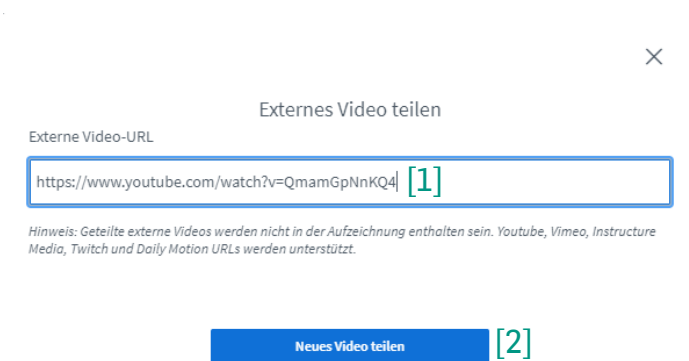 Externes Video teilen
Externe Video-URL
https://www.youtube.com/watch?v=QmamGpNnKQ4 [1]
Hinweis: Geteilte externe Videos werden nicht in der Aufzeichnung enthalten sein. Youtube, Vimeo, Instructure
Media, Twitch und Daily Motion URLs werden unterstützt.
Neues Video teilen [2]